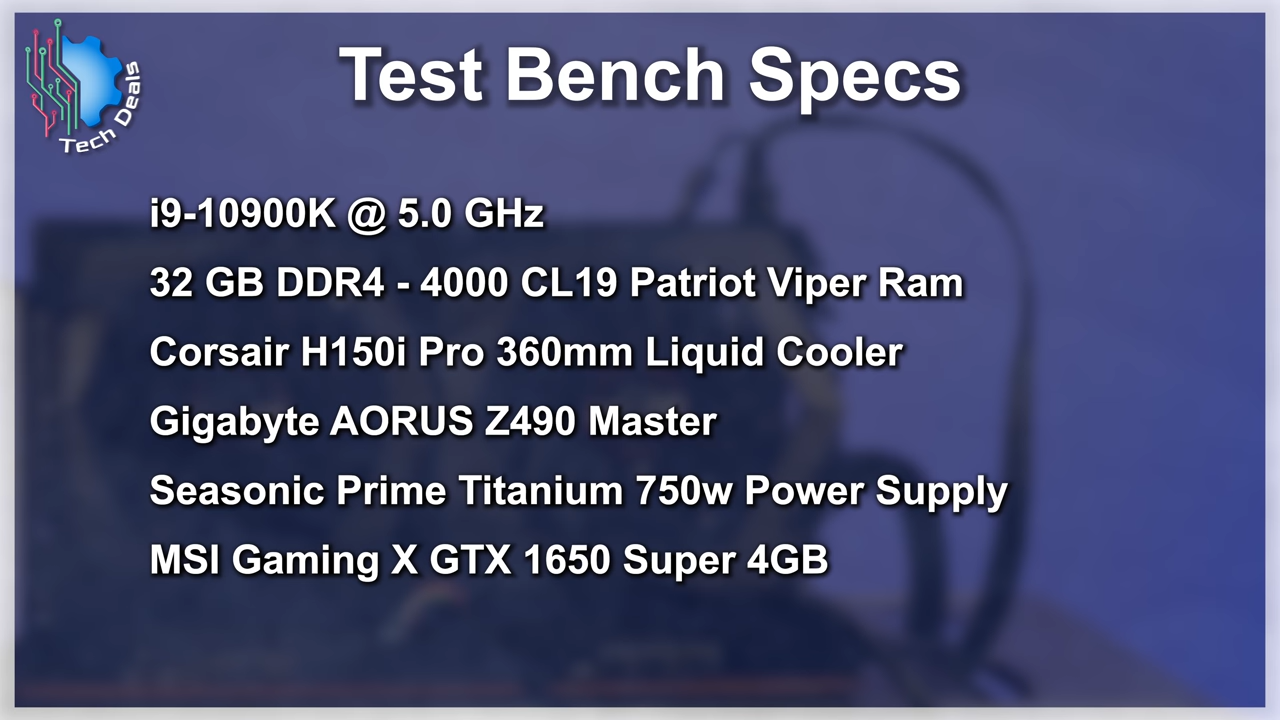 Tech Deals
Test Bench Specs
i9-10900K @ 5.0 GHz
32 GB DDR4 - 4000 CL19 Patriot Viper Ram
Corsair H150i Pro 360mm Liquid Cooler
Gigabyte AORUS Z490 Master
Seasonic Prime Titanium 750w Power Supply
MSI Gaming X GTX 1650 Super 4GB